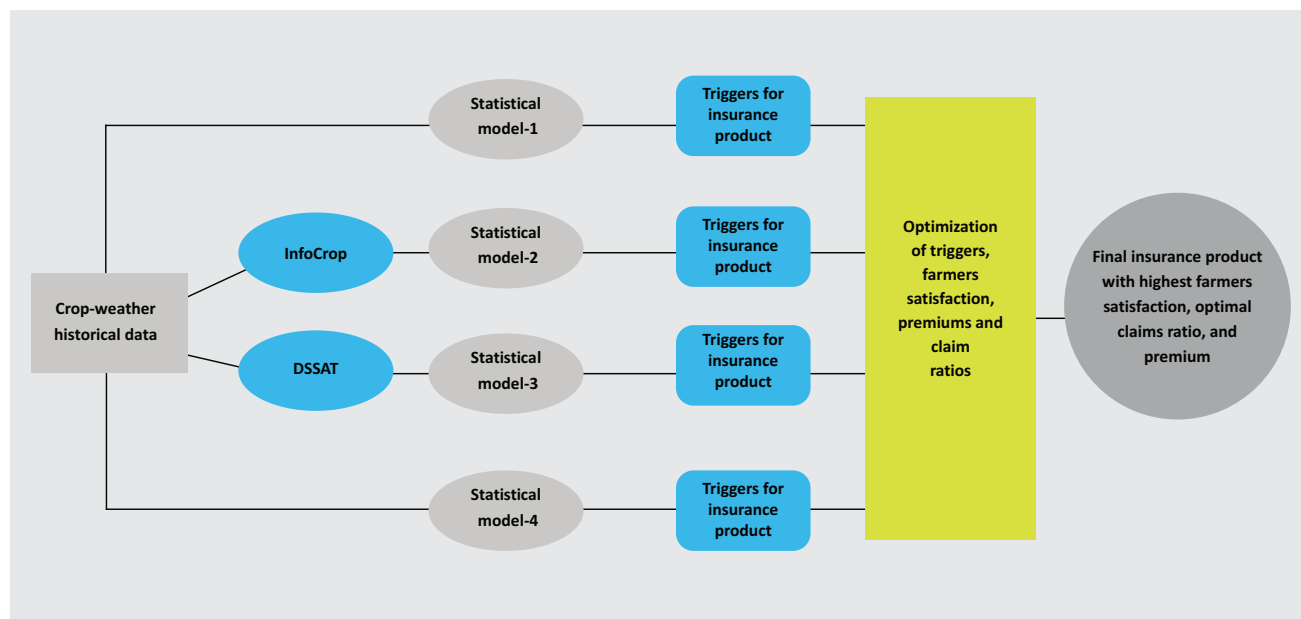 Statistical
model-1
Triggers for
insurance
product
InfoCrop
Statistical
model-2
Triggers for
insurance
product
Crop-weather
historical data
DSSAT
Statistical
model-3
Triggers for
insurance
product
Statistical
model-4
Triggers for
insurance
product
Optimization
of triggers,
farmers
satisfaction,
premiums and
claim
ratios
Final insurance product
with highest farmers
satisfaction, optimal
claims ratio, and
premium